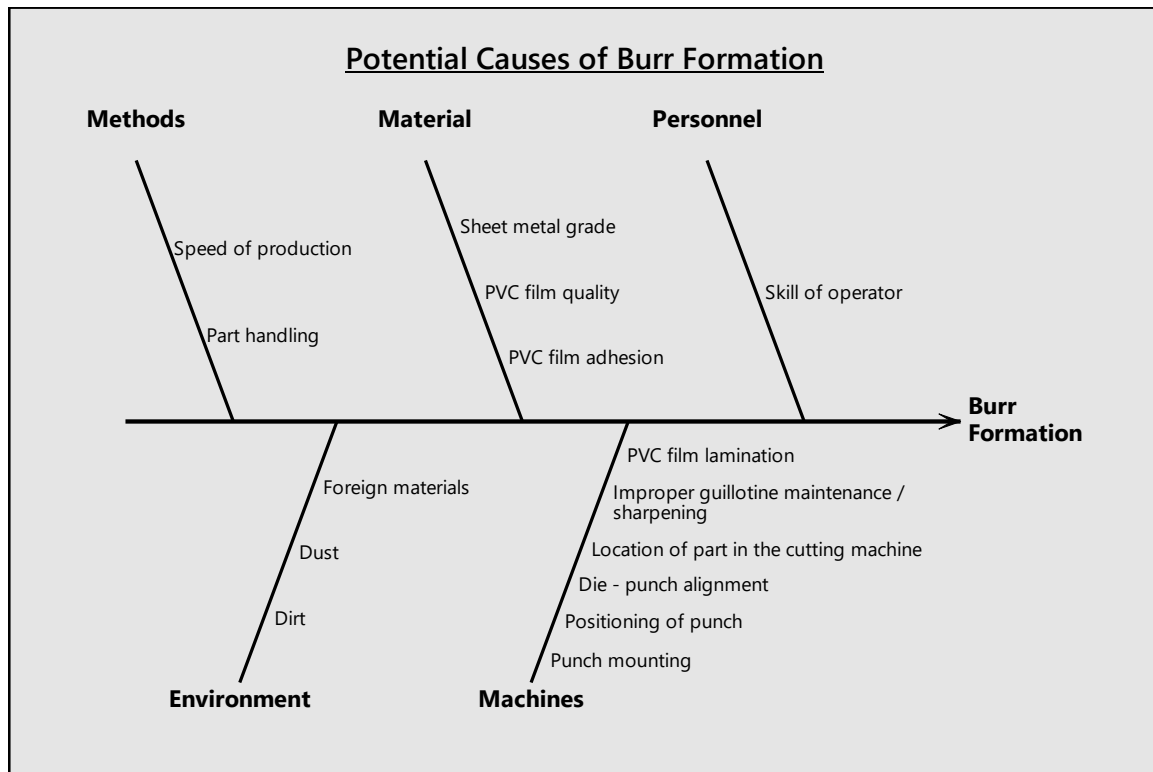 Potential Causes of Burr Formation
Methods
Material
Personnel
Speed of production
Part handling
Sheet metal grade
PVC film quality
PVC film adhesion
Skill of operator
Burr
Formation
Foreign materials
Dust
Dirt
Environment
PVC film lamination
Improper guillotine maintenance /
sharpening
Location of part in the cutting machine
Die - punch alignment
Positioning of punch
Punch mounting
Machines